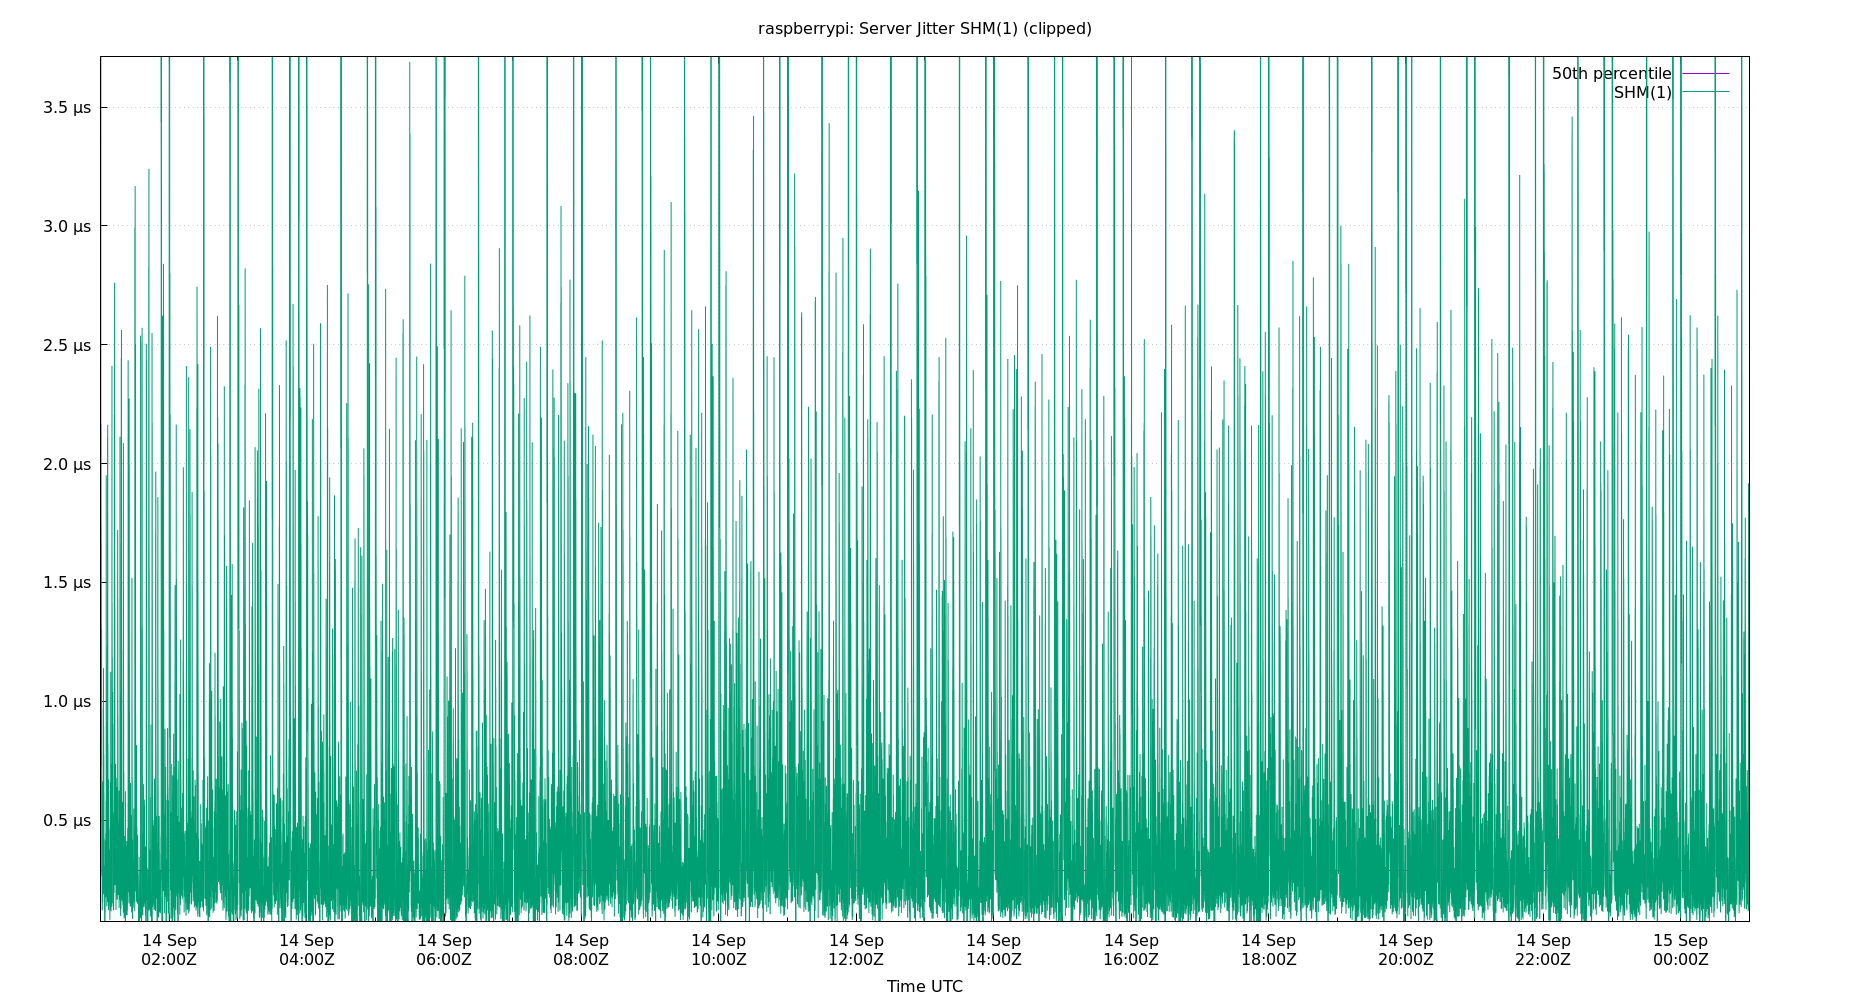 raspberrypi: Server Jitter SHM(1) (clipped)
50th percentile
SHM(1)
3.5 µs
3.0 µs
2.5 µs
2.0 µs
1.5 µs
1.0 µs
0.5 µs
14 Sep 14 Sep 14 Sep 14 Sep 14 Sep 14 Sep 14 Sep 14 Sep 14 Sep 14 Sep 14 Sep 15 Sep
02:00Z 04:00Z 06:00Z 08:00Z 10:00Z 12:00Z 14:00Z 16:00Z 18:00Z 20:00Z 22:00Z 00:00Z
Time UTC